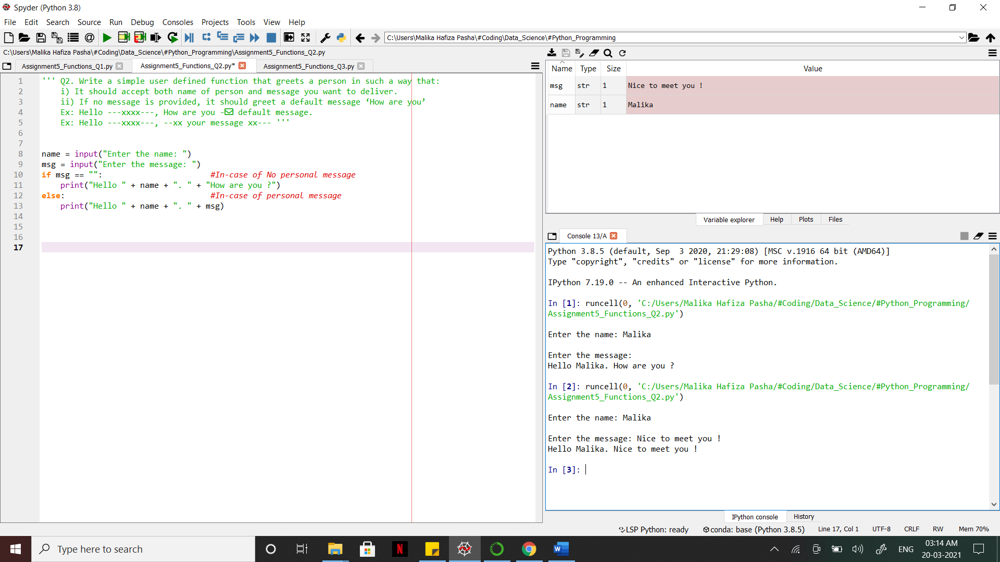 Spyder (Python 3.8)
File Edit Search Source Run Debug Consoles Projects Tools View Help
C:\Users\Malika Hafiza Pasha\#Coding\Data_Science\#Python_Programming
C:\Users\Malika Hafiza Pasha\#Coding\Data_Science\#Python_Programming\Assignment5_Functions_Q2.py
Assignment5_Functions_Q1.py Assignment5_Functions_Q2.py* Assignment5_Functions_Q3.py
1 ''' Q2. Write a simple user defined function that greets a person in such a way that:
2 i) It should accept both name of person and message you want to deliver.
3 ii) If no message is provided, it should greet a default message ‘How are you’
4 Ex: Hello ---xxxx---, How are you - default message.
5 Ex: Hello ---xxxx---, --xx your message xx--- '''
6
7
8 name = input("Enter the name: ")
9 msg = input("Enter the message: ")
10 if msg == "": #In-case of No personal message
11 print("Hello " + name + ". " + "How are you ?")
12 else: #In-case of personal message
13 print("Hello " + name + ". " + msg)
14
15
16
17
Name Type Size Value
msg str 1 Nice to meet you !
name str 1 Malika
Variable explorer Help Plots Files
Console 13/A
Python 3.8.5 (default, Sep  3 2020, 21:29:08) [MSC v.1916 64 bit (AMD64)]
Type "copyright", "credits" or "license" for more information.
IPython 7.19.0 -- An enhanced Interactive Python.
In [1]: runcell(0, 'C:/Users/Malika Hafiza Pasha/#Coding/Data_Science/#Python_Programming/
Assignment5_Functions_Q2.py')
Enter the name: Malika
Enter the message:
Hello Malika. How are you ?
In [2]: runcell(0, 'C:/Users/Malika Hafiza Pasha/#Coding/Data_Science/#Python_Programming/
Assignment5_Functions_Q2.py')
Enter the name: Malika
Enter the message: Nice to meet you !
Hello Malika. Nice to meet you !
In [3]:
IPython console History
LSP Python: ready conda: base (Python 3.8.5) Line 17, Col 1 UTF-8 CRLF RW Mem 70%
Type here to search
ENG
03:14 AM
20-03-2021